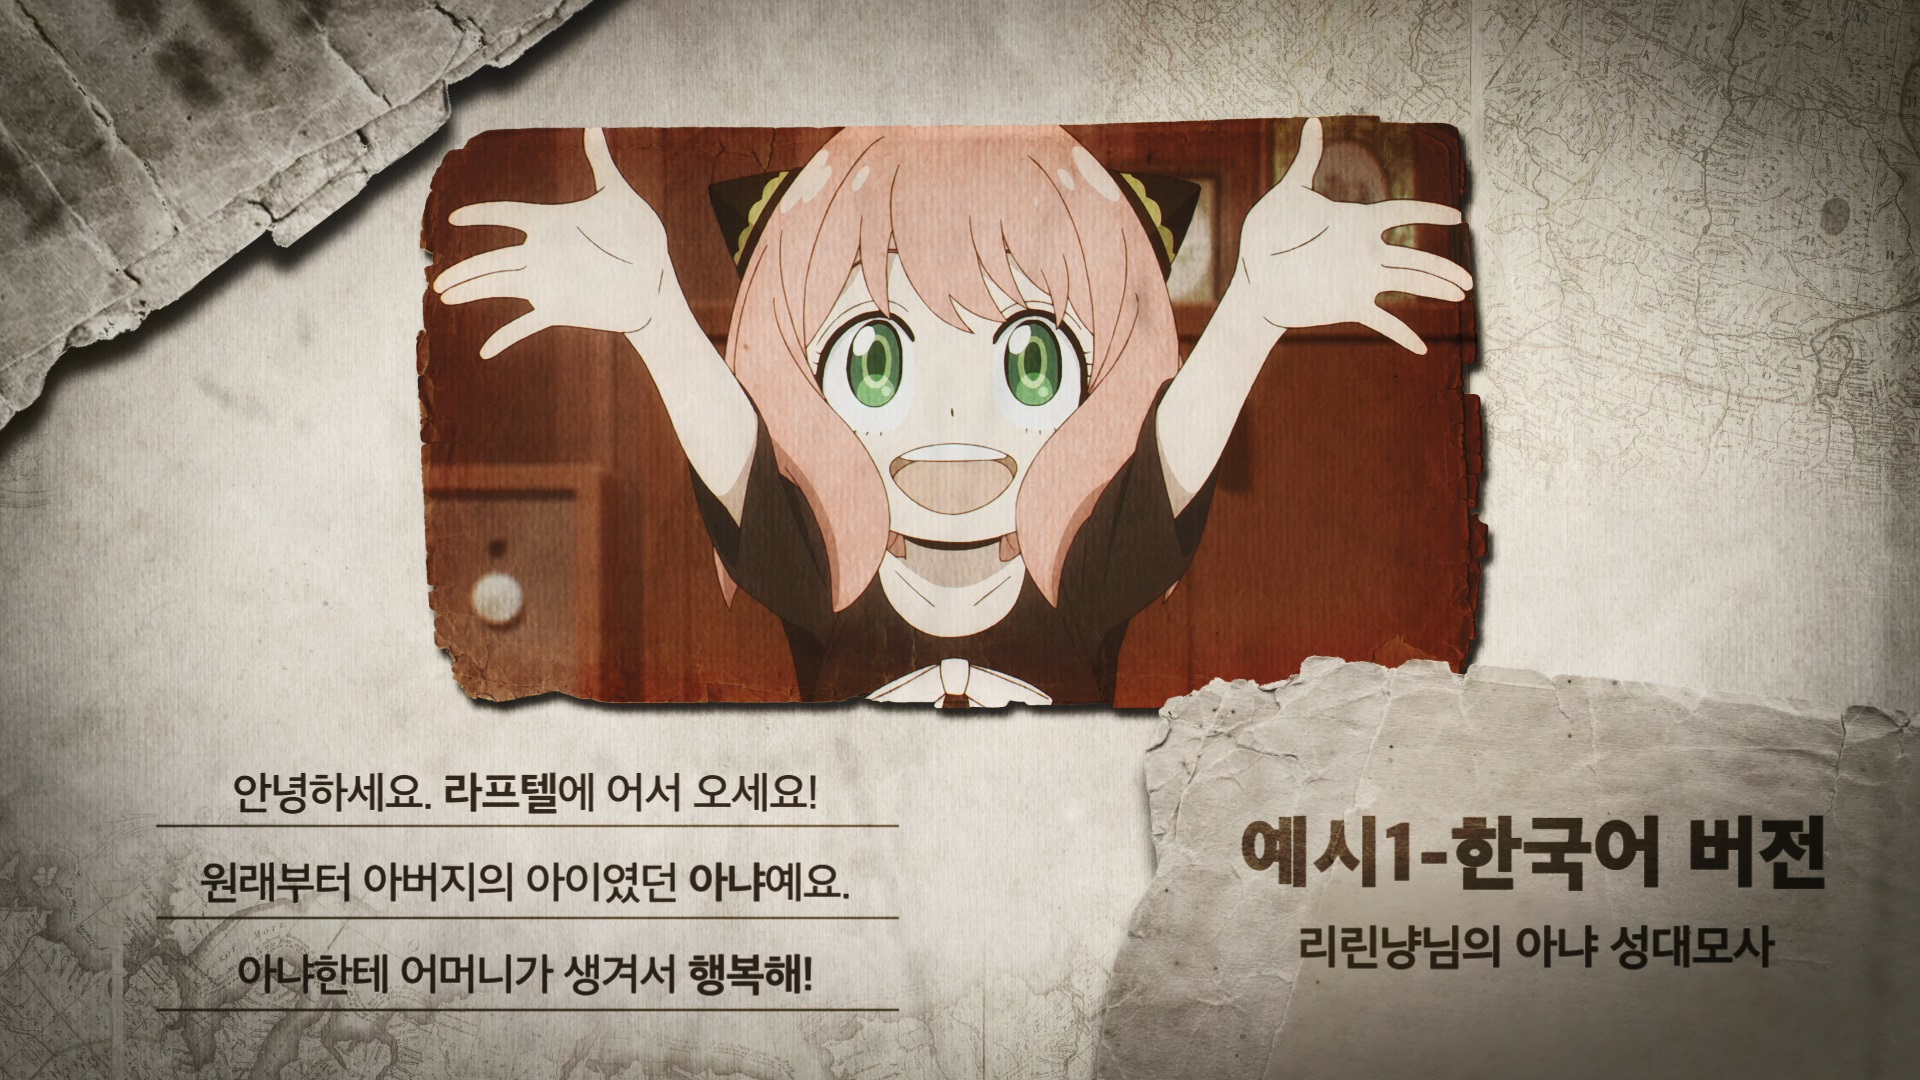 안녕하세요. 라프텔에 어서 오세요!
원래부터 아버지의 아이였던 아냐예요.
아냐한테 어머니가 생겨서 행복해!
예시1-한국어 버전
리린냥님의 아냐 성대모사